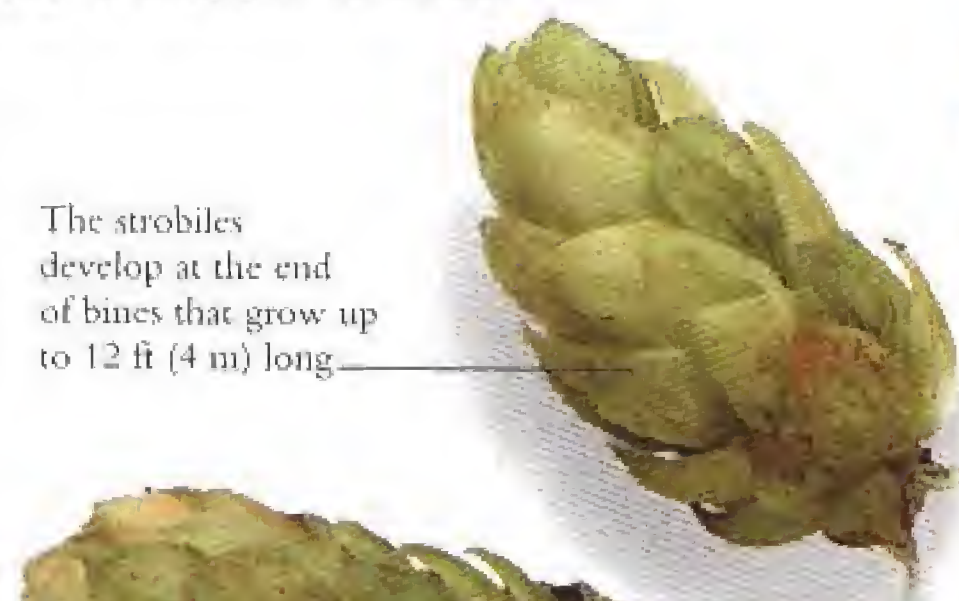 The strobiles
develop at the end
of bines that grow up
to 12 ft (4 m) long